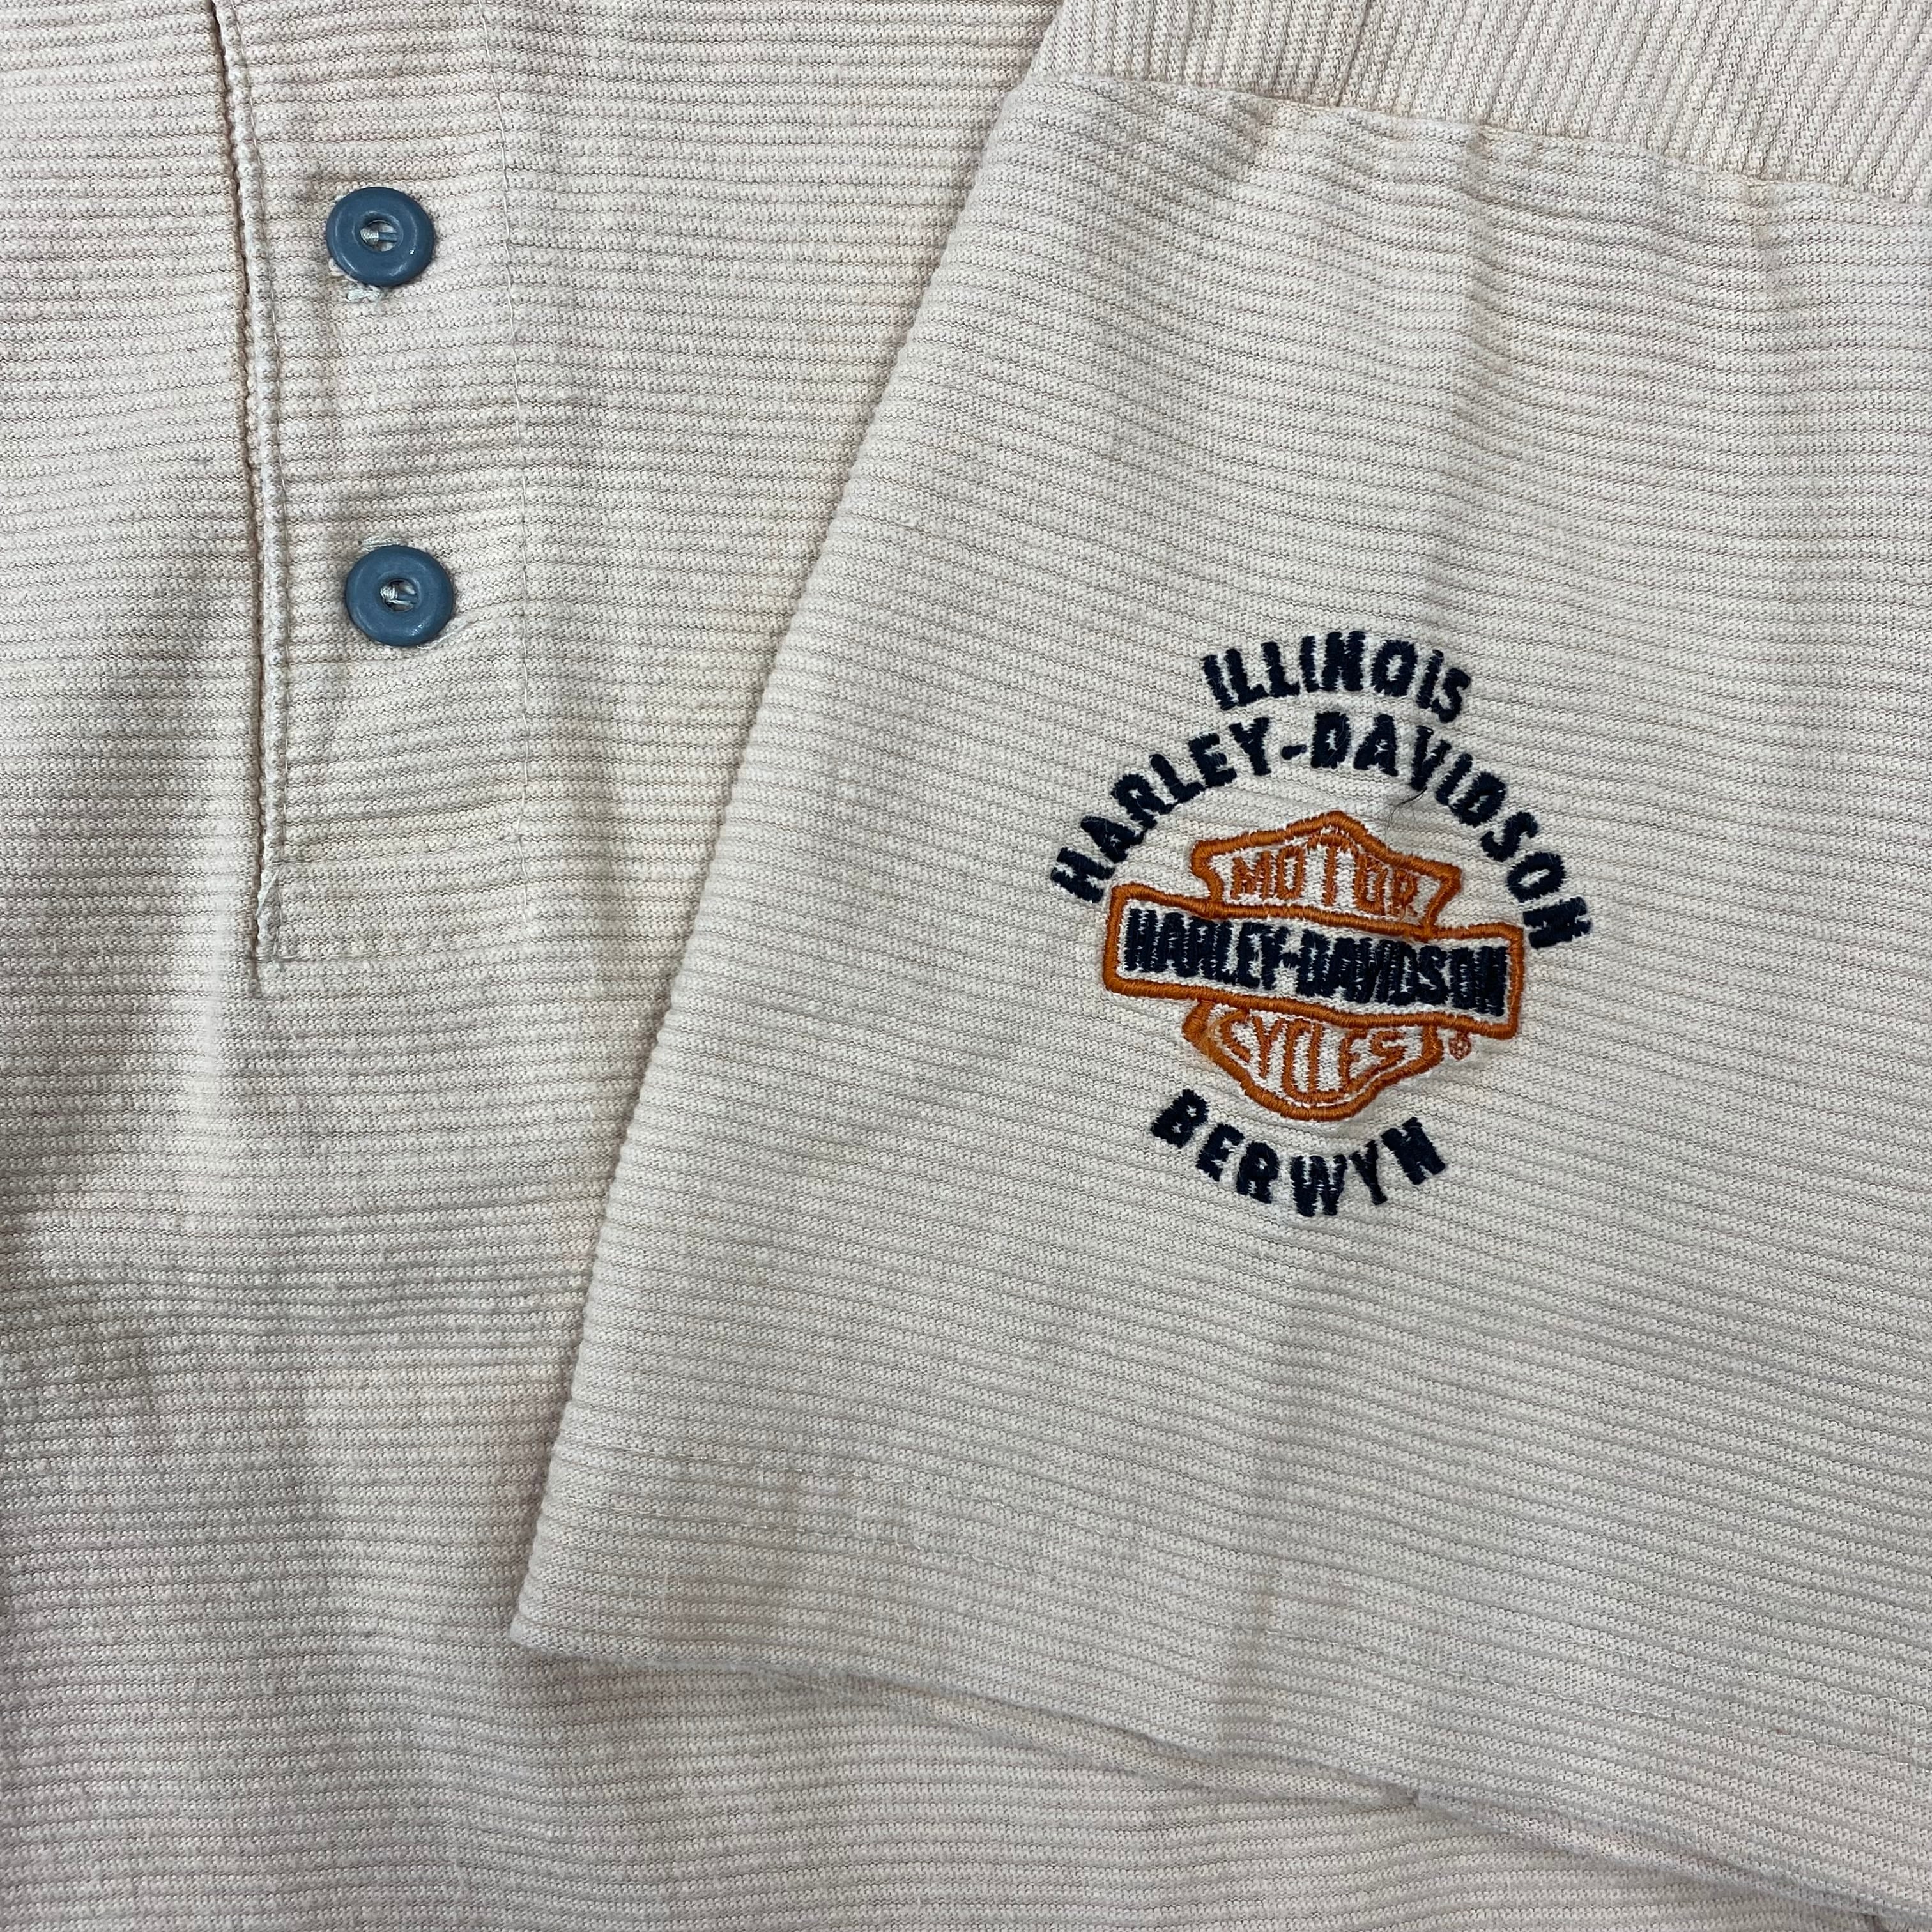 ILLINOIS
HARLEY-DAVIDSON
MOTOR
HARLEY-DAVIDSON
CYCLES
®
BERWYN